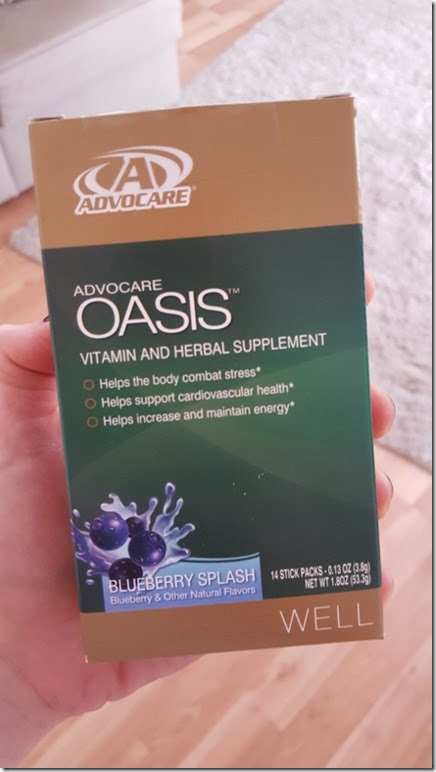 ADVOCARE®
ADVOCARE
OASIS™
VITAMIN AND HERBAL SUPPLEMENT
Helps the body combat stress*
Helps support cardiovascular health*
Helps increase and maintain energy*
BLUEBERRY SPLASH
Blueberry & Other Natural Flavors
14 STICK PACKS - 0.13 OZ (3.8g)
NET WT 1.8OZ (53.3g)
WELL